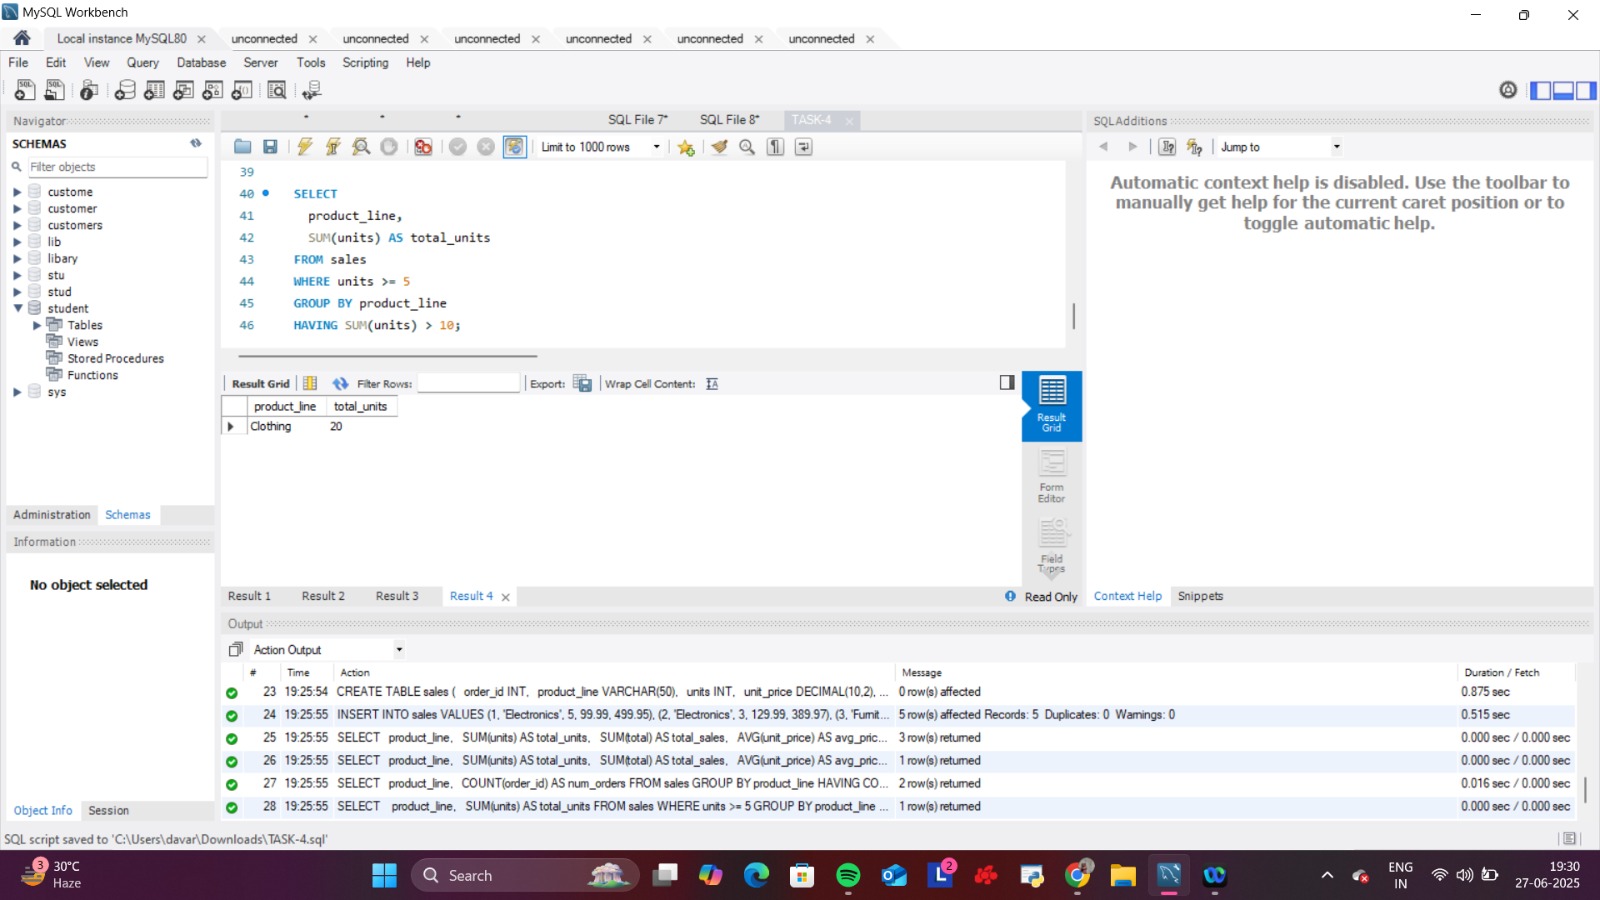 MySQL Workbench
Local instance MySQL80 unconnected unconnected unconnected unconnected unconnected unconnected
File Edit View Query Database Server Tools Scripting Help
Navigator
SCHEMAS
Filter objects
custome
customer
customers
lib
libary
stu
stud
student
Tables
Views
Stored Procedures
Functions
sys
Administration Schemas
Information
No object selected
Object Info Session
* * * SQL File 7* SQL File 8* TASK-4
Limit to 1000 rows
39
40 SELECT
41 product_line,
42 SUM(units) AS total_units
43 FROM sales
44 WHERE units >= 5
45 GROUP BY product_line
46 HAVING SUM(units) > 10;
Result Grid Filter Rows: Export: Wrap Cell Content:
product_line total_units
Clothing 20
Result Grid
Form Editor
Field Types
Result 1 Result 2 Result 3 Result 4 Read Only
SQLAdditions
Jump to
Automatic context help is disabled. Use the toolbar to
manually get help for the current caret position or to
toggle automatic help.
Context Help Snippets
Output
Action Output
# Time Action Message Duration / Fetch
23 19:25:54 CREATE TABLE sales ( order_id INT, product_line VARCHAR(50), units INT, unit_price DECIMAL(10,2), ... 0 row(s) affected 0.875 sec
24 19:25:55 INSERT INTO sales VALUES (1, 'Electronics', 5, 99.99, 499.95), (2, 'Electronics', 3, 129.99, 389.97), (3, 'Furnit... 5 row(s) affected Records: 5 Duplicates: 0 Warnings: 0 0.515 sec
25 19:25:55 SELECT product_line, SUM(units) AS total_units, SUM(total) AS total_sales, AVG(unit_price) AS avg_pric... 3 row(s) returned 0.000 sec / 0.000 sec
26 19:25:55 SELECT product_line, SUM(units) AS total_units, SUM(total) AS total_sales, AVG(unit_price) AS avg_pric... 1 row(s) returned 0.000 sec / 0.000 sec
27 19:25:55 SELECT product_line, COUNT(order_id) AS num_orders FROM sales GROUP BY product_line HAVING CO... 2 row(s) returned 0.016 sec / 0.000 sec
28 19:25:55 SELECT product_line, SUM(units) AS total_units FROM sales WHERE units >= 5 GROUP BY product_line ... 1 row(s) returned 0.000 sec / 0.000 sec
SQL script saved to 'C:\Users\davar\Downloads\TASK-4.sql'
3 30°C
Haze
Search
2
ENG
IN
19:30
27-06-2025